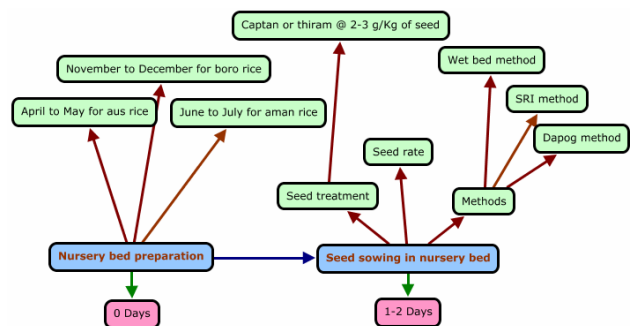 Captan or thiram @ 2-3 g/Kg of seed
November to December for boro rice
Wet bed method
April to May for aus rice
June to July for aman rice
SRI method
Dapog method
Seed rate
Seed treatment
Methods
Nursery bed preparation
Seed sowing in nursery bed
0 Days
1-2 Days